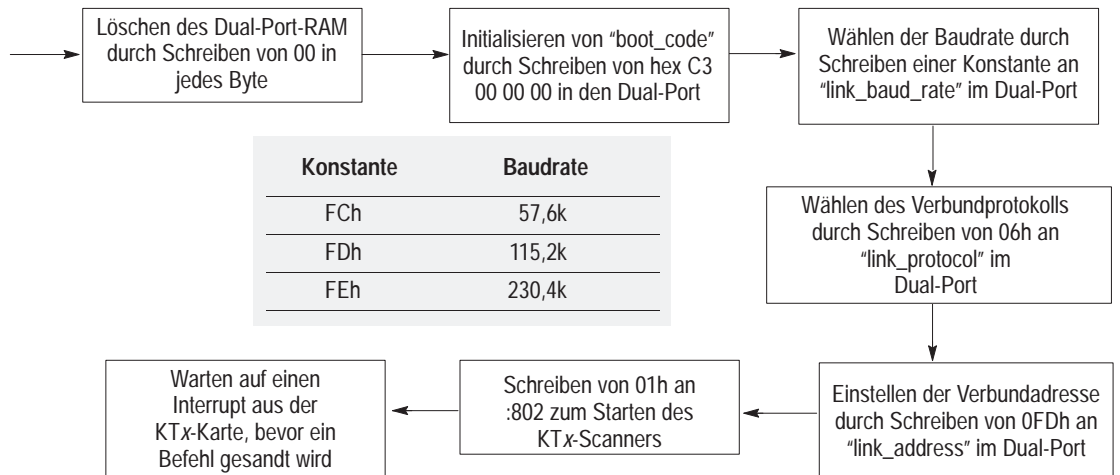 Löschen des Dual-Port-RAM
durch Schreiben von 00 in
jedes Byte
Initialisieren von “boot_code”
durch Schreiben von hex C3
00 00 00 in den Dual-Port
Wählen der Baudrate durch
Schreiben einer Konstante an
“link_baud_rate” im Dual-Port
Konstante Baudrate
FCh 57,6k
FDh 115,2k
FEh 230,4k
Wählen des Verbundprotokolls
durch Schreiben von 06h an
“link_protocol” im
Dual-Port
Einstellen der Verbundadresse
durch Schreiben von 0FDh an
“link_address” im Dual-Port
Schreiben von 01h an
:802 zum Starten des
KTx-Scanners
Warten auf einen
Interrupt aus der
KTx-Karte, bevor ein
Befehl gesandt wird